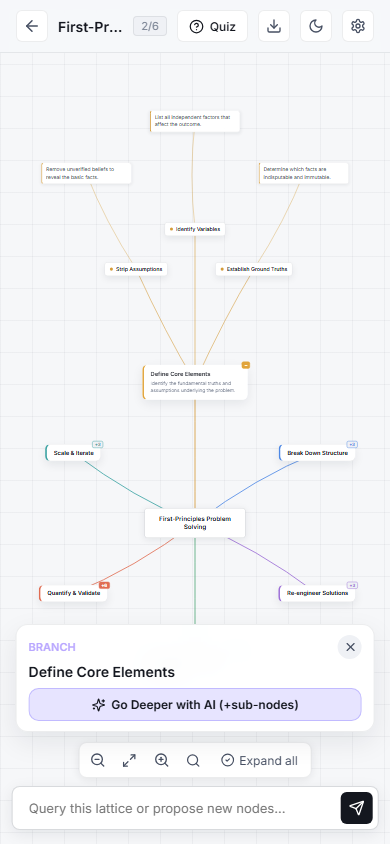 First-Pr...
2/6
Quiz
List all independent factors that
affect the outcome.
Remove unverified beliefs to
reveal the basic facts.
Determine which facts are
indisputable and immutable.
Identify Variables
Strip Assumptions
Establish Ground Truths
Define Core Elements
Identify the fundamental truths and
assumptions underlying the problem.
Scale & Iterate
+3
Break Down Structure
+3
First-Principles Problem
Solving
Quantify & Validate
Re-engineer Solutions
+3
BRANCH
Define Core Elements
Go Deeper with AI (+sub-nodes)
Expand all
Query this lattice or propose new nodes...